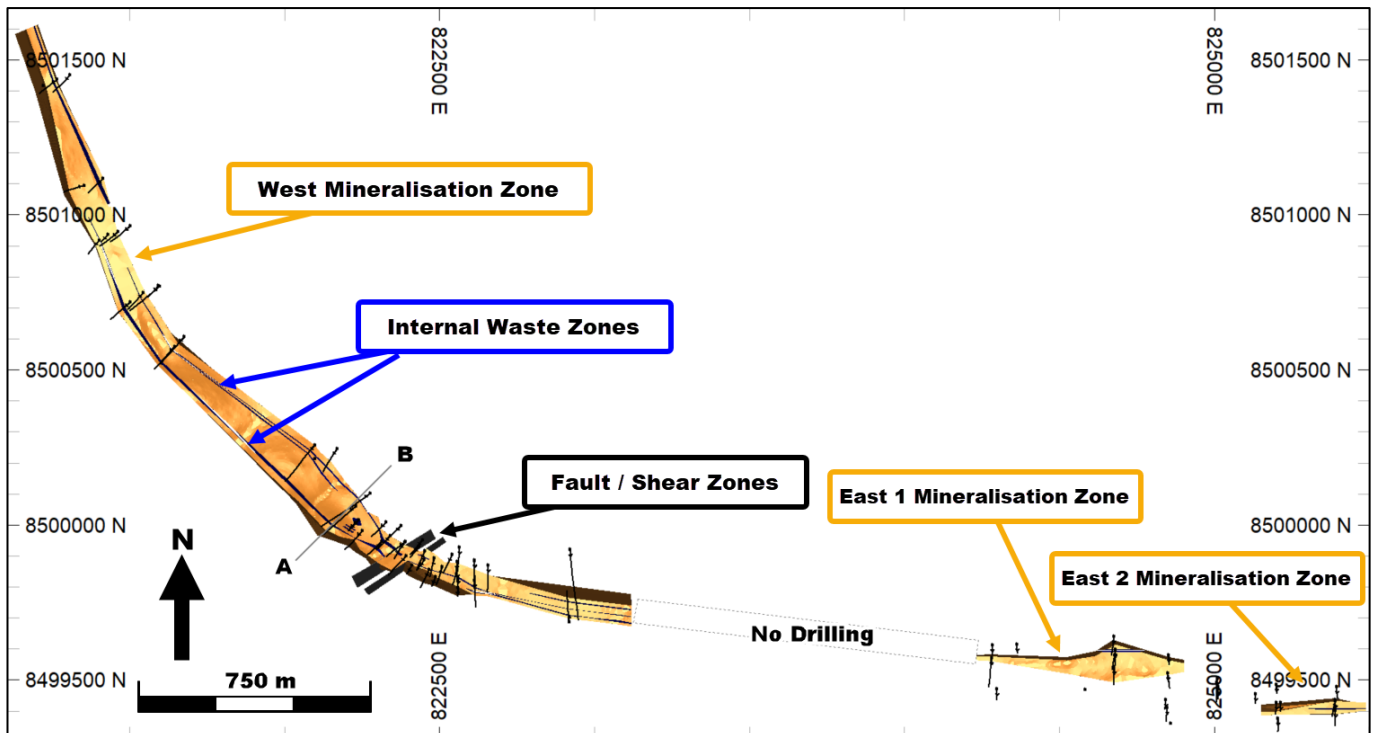 8501500 N
822500 E
825000 E
8501500 N
West Mineralisation Zone
8501000 N
8501000 N
Internal Waste Zones
8500500 N
8500500 N
B
Fault / Shear Zones
East 1 Mineralisation Zone
8500000 N
8500000 N
N
A
East 2 Mineralisation Zone
No Drilling
822500 E
825000 E
8499500 N
8499500 N
750 m